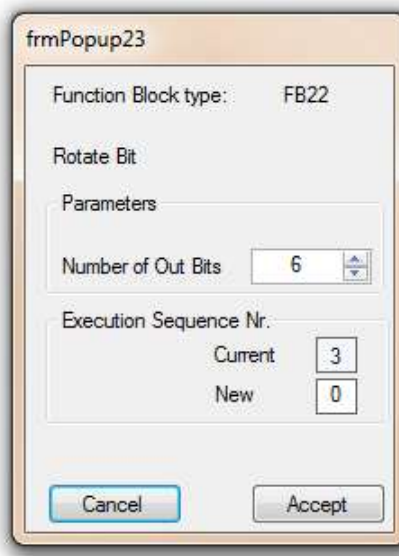 frmPopup23
Function Block type: FB22
Rotate Bit
Parameters
Number of Out Bits 6
Execution Sequence Nr.
Current 3
New 0
Cancel Accept